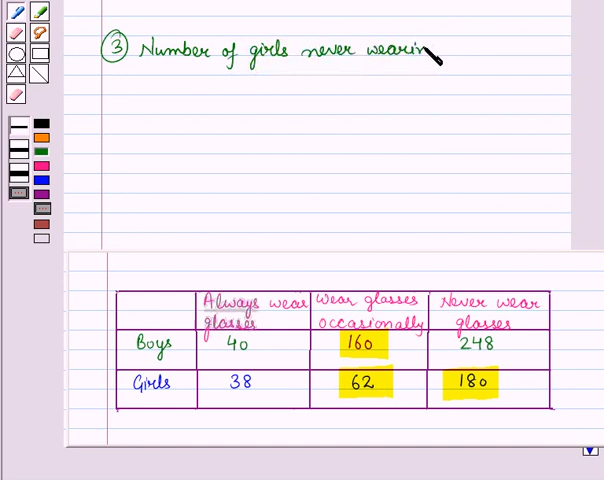 ③ Number of girls never wearin
Always wear glasses
Wear glasses occasionally
Never wear glasses
Boys 40 160 248
Girls 38 62 180